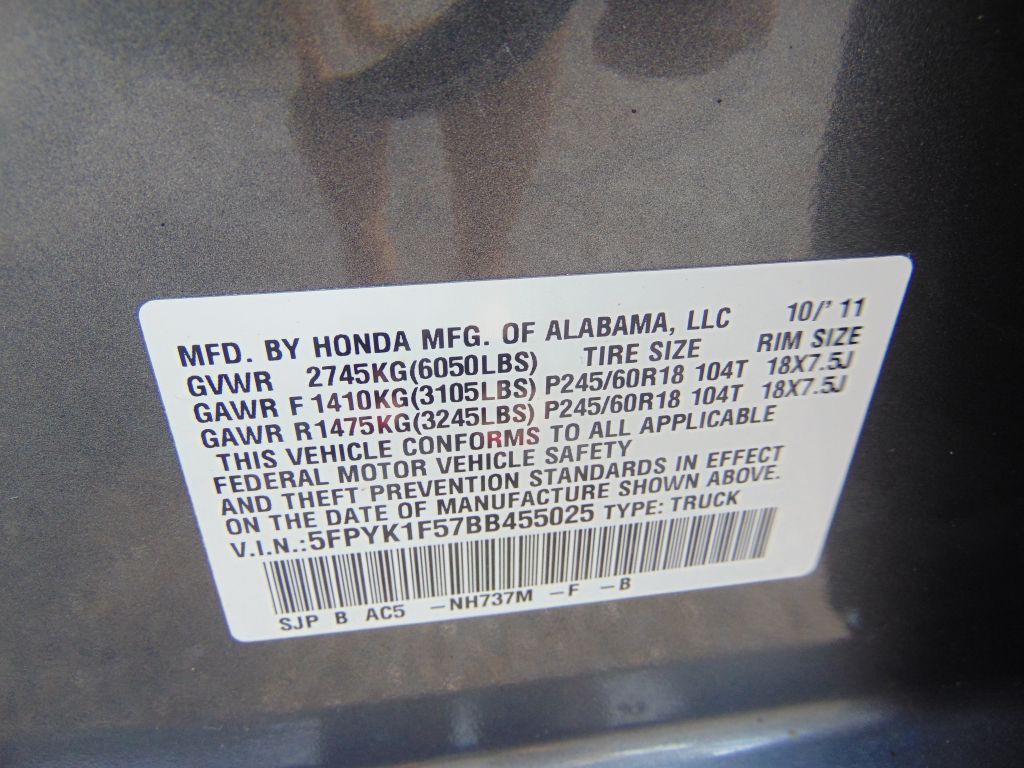 MFD. BY HONDA MFG. OF ALABAMA, LLC 10/' 11
GVWR 2745KG(6050LBS) TIRE SIZE RIM SIZE
GAWR F 1410KG(3105LBS) P245/60R18 104T 18X7.5J
GAWR R1475KG(3245LBS) P245/60R18 104T 18X7.5J
THIS VEHICLE CONFORMS TO ALL APPLICABLE
FEDERAL MOTOR VEHICLE SAFETY
AND THEFT PREVENTION STANDARDS IN EFFECT
ON THE DATE OF MANUFACTURE SHOWN ABOVE.
V.I.N.:5FPYK1F57BB455025 TYPE: TRUCK
SJP B AC5 -NH737M -F -B